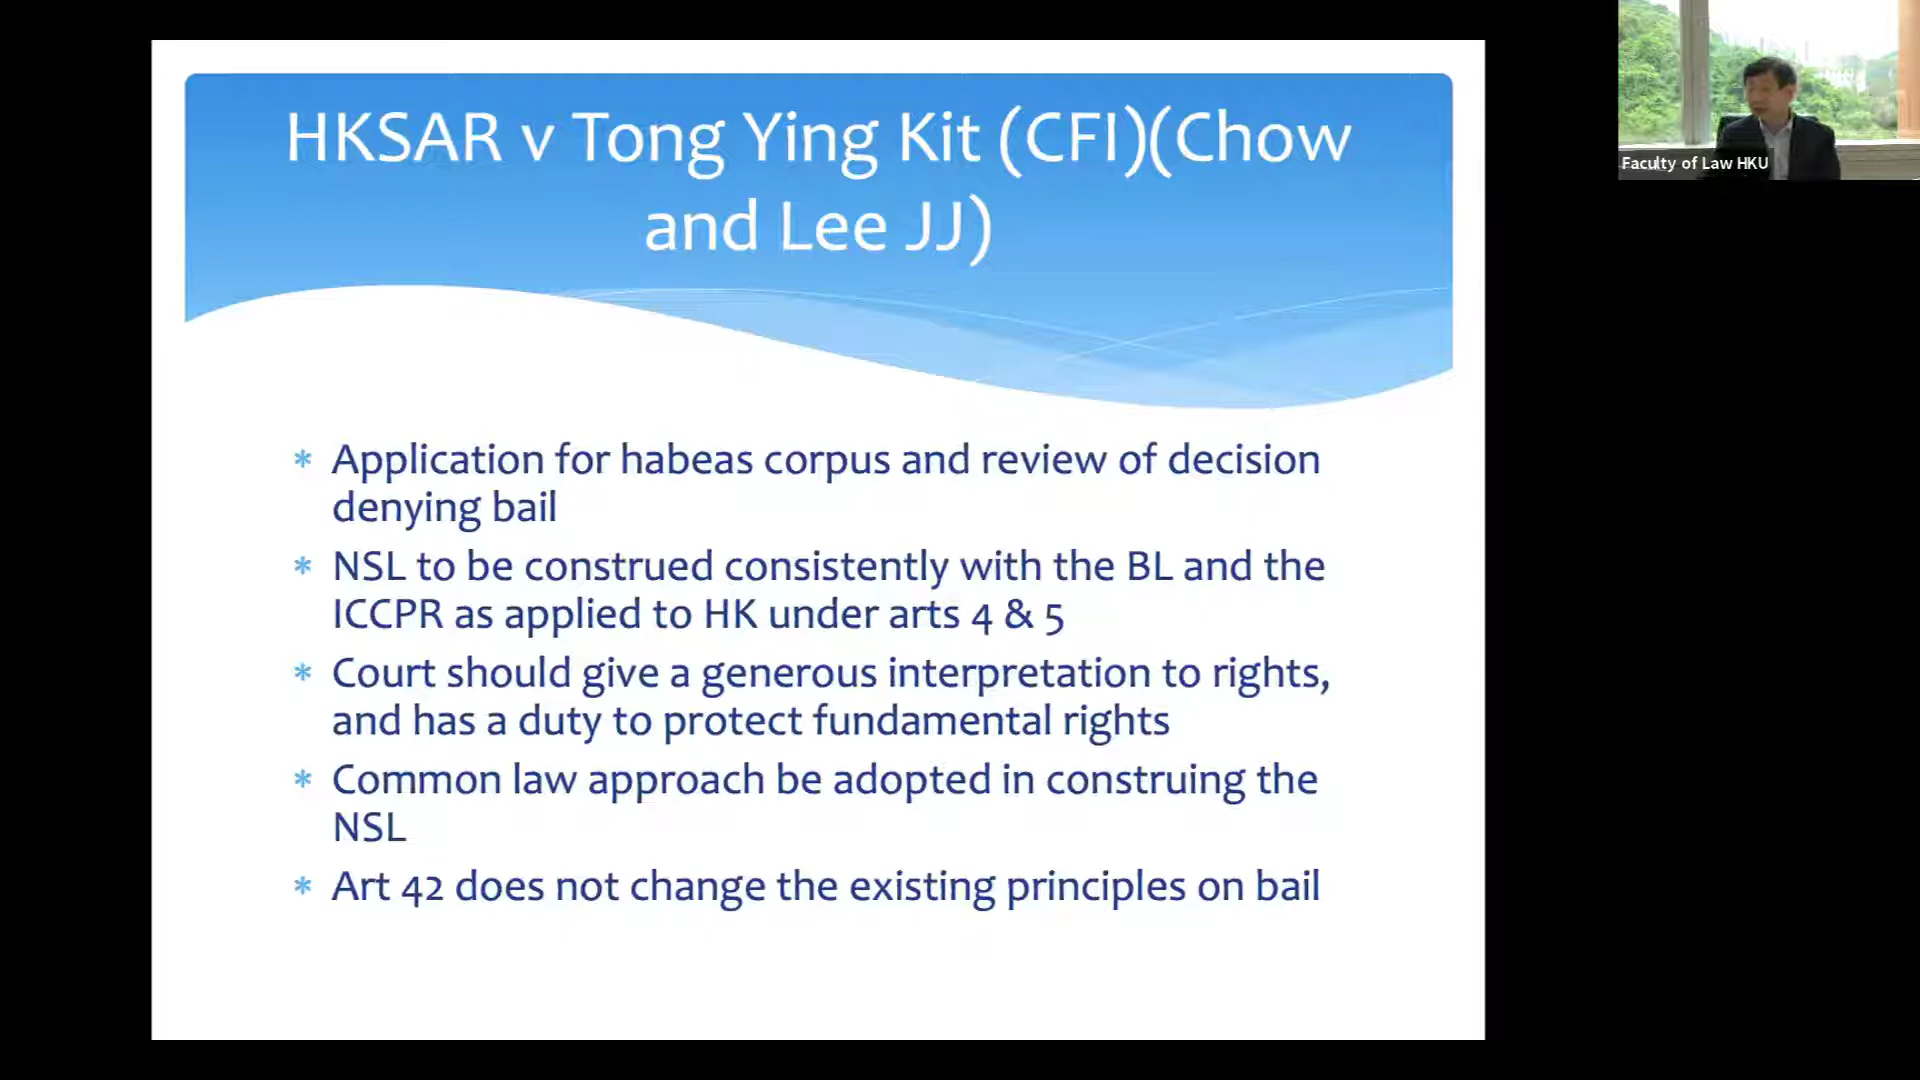 HKSAR v Tong Ying Kit (CFI)(Chow
and Lee JJ)
Faculty of Law HKU
* Application for habeas corpus and review of decision
denying bail
* NSL to be construed consistently with the BL and the
ICCPR as applied to HK under arts 4 & 5
* Court should give a generous interpretation to rights,
and has a duty to protect fundamental rights
* Common law approach be adopted in construing the
NSL
* Art 42 does not change the existing principles on bail